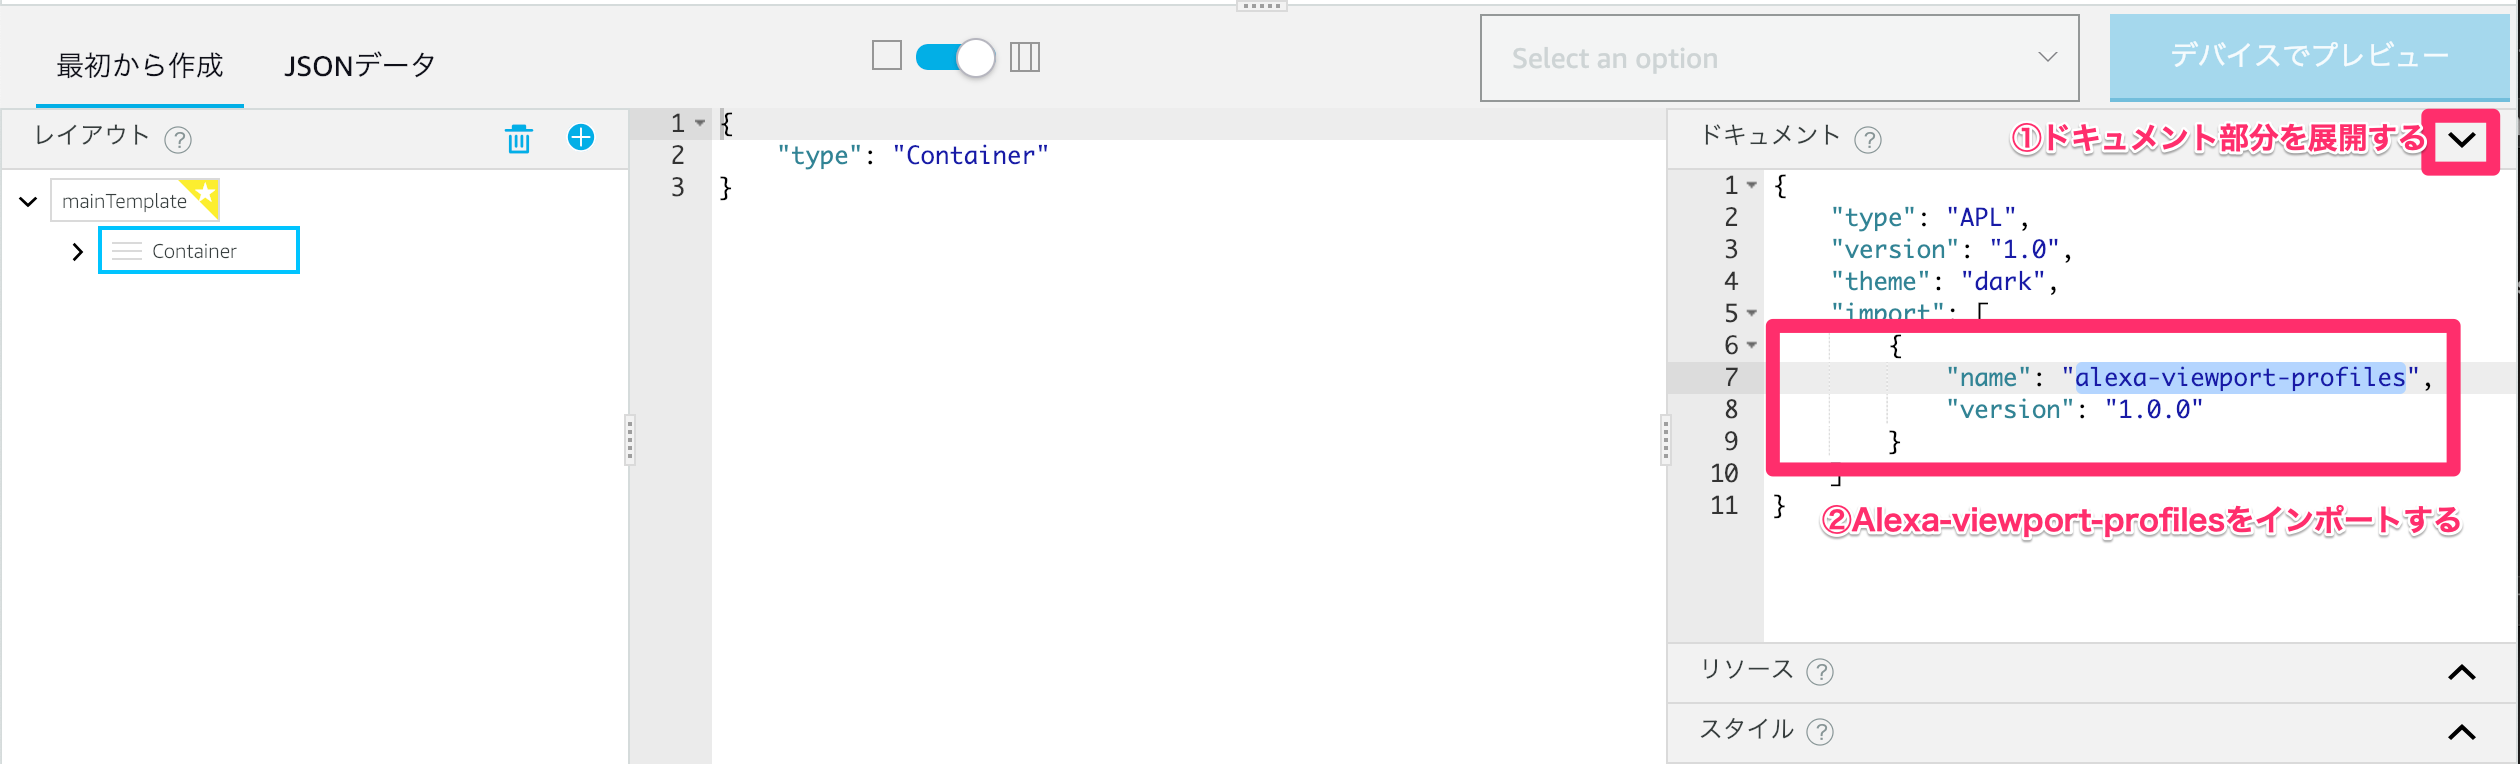 最初から作成
JSONデータ
Select an option
デバイスでプレビュー
レイアウト ?
mainTemplate
Container
1 {
2 "type": "Container"
3 }
ドキュメント ?
①ドキュメント部分を展開する
1 {
2 "type": "APL",
3 "version": "1.0",
4 "theme": "dark",
5 "import": [
6 {
7 "name": "alexa-viewport-profiles",
8 "version": "1.0.0"
9 }
10 ]
11 }
②Alexa-viewport-profilesをインポートする
リソース ?
スタイル ?